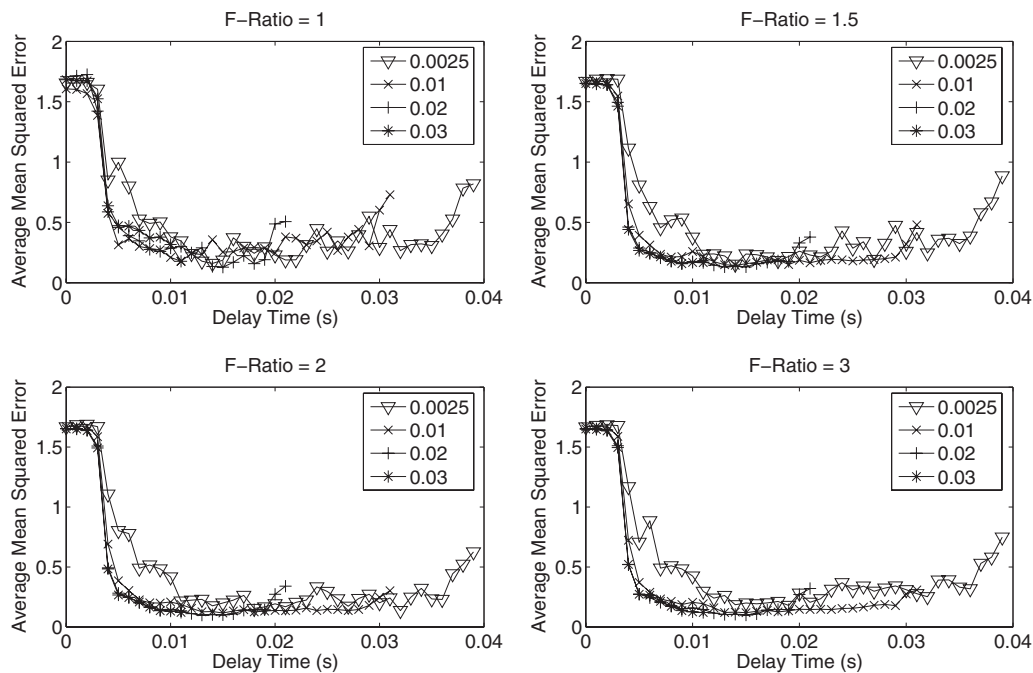 F−Ratio = 1
Average Mean Squared Error
2
1.5
1
0.5
0
0 0.01 0.02 0.03 0.04
Delay Time (s)
0.0025
0.01
0.02
0.03
F−Ratio = 1.5
Average Mean Squared Error
2
1.5
1
0.5
0
0 0.01 0.02 0.03 0.04
Delay Time (s)
0.0025
0.01
0.02
0.03
F−Ratio = 2
Average Mean Squared Error
2
1.5
1
0.5
0
0 0.01 0.02 0.03 0.04
Delay Time (s)
0.0025
0.01
0.02
0.03
F−Ratio = 3
Average Mean Squared Error
2
1.5
1
0.5
0
0 0.01 0.02 0.03 0.04
Delay Time (s)
0.0025
0.01
0.02
0.03